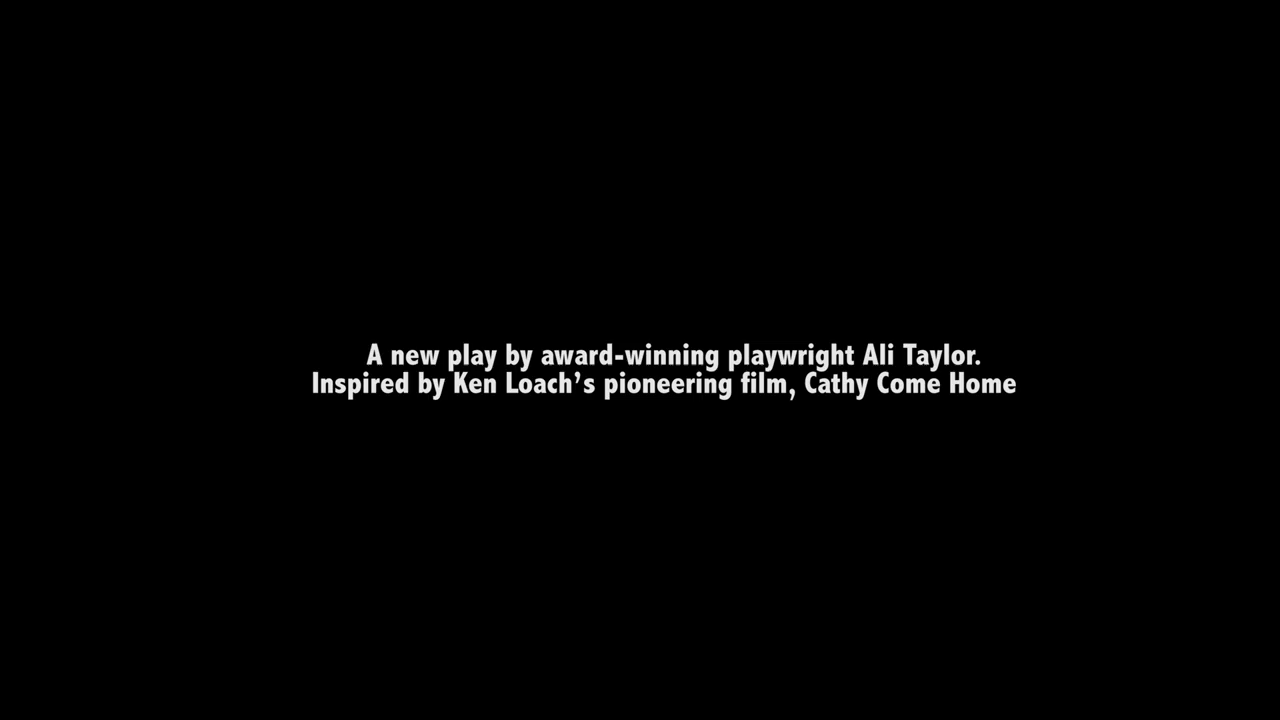 A new play by award-winning playwright Ali Taylor.
Inspired by Ken Loach’s pioneering film, Cathy Come Home